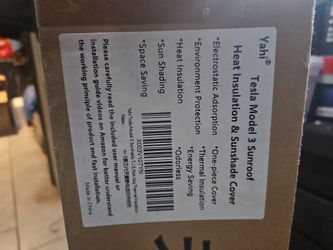 Yahi®
Tesla Model 3 Sunroof
Heat Insulation & Sunshade Cover
*Electrostatic Adsorption *One-piece Cover
*Environment Protection *Thermal Insulation
*Heat Insulation *Energy Saving
*Sun Shading *Odorless
*Space Saving
Please carefully read the included user manual or
installation guide videos on Amazon for better understand
the working principle of product and fast installation.
Made in China